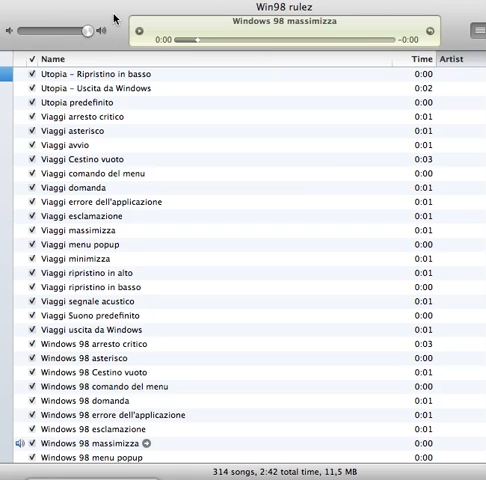 Win98 rulez
Windows 98 massimizza
0:00 -0:00
Name Time Artist
Utopia - Ripristino in basso 0:00
Utopia - Uscita da Windows 0:02
Utopia predefinito 0:00
Viaggi arresto critico 0:01
Viaggi asterisco 0:01
Viaggi avvio 0:01
Viaggi Cestino vuoto 0:03
Viaggi comando del menu 0:00
Viaggi domanda 0:01
Viaggi errore dell'applicazione 0:01
Viaggi esclamazione 0:01
Viaggi massimizza 0:01
Viaggi menu popup 0:00
Viaggi minimizza 0:01
Viaggi ripristino in alto 0:01
Viaggi ripristino in basso 0:00
Viaggi segnale acustico 0:01
Viaggi Suono predefinito 0:00
Viaggi uscita da Windows 0:01
Windows 98 arresto critico 0:03
Windows 98 asterisco 0:00
Windows 98 Cestino vuoto 0:01
Windows 98 comando del menu 0:00
Windows 98 domanda 0:01
Windows 98 errore dell'applicazione 0:01
Windows 98 esclamazione 0:01
Windows 98 massimizza 0:00
Windows 98 menu popup 0:00
314 songs, 2:42 total time, 11,5 MB